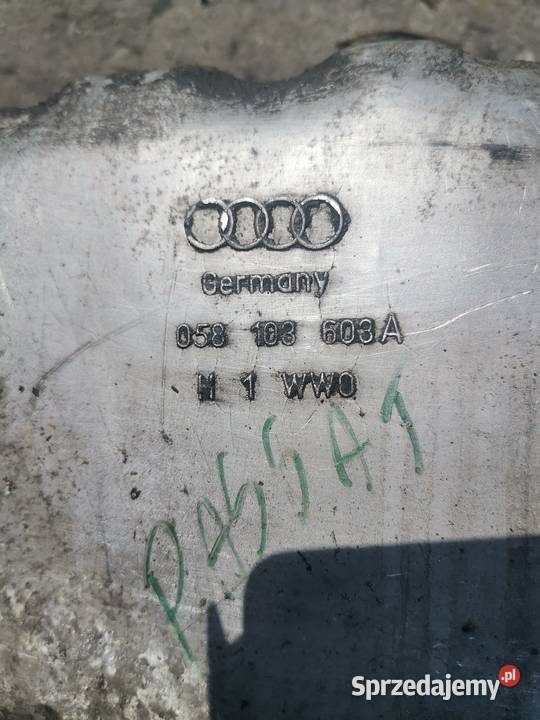 Germany
058 103 603 A
H 1 WWO
PASSAT
Sprzedajemy.pl